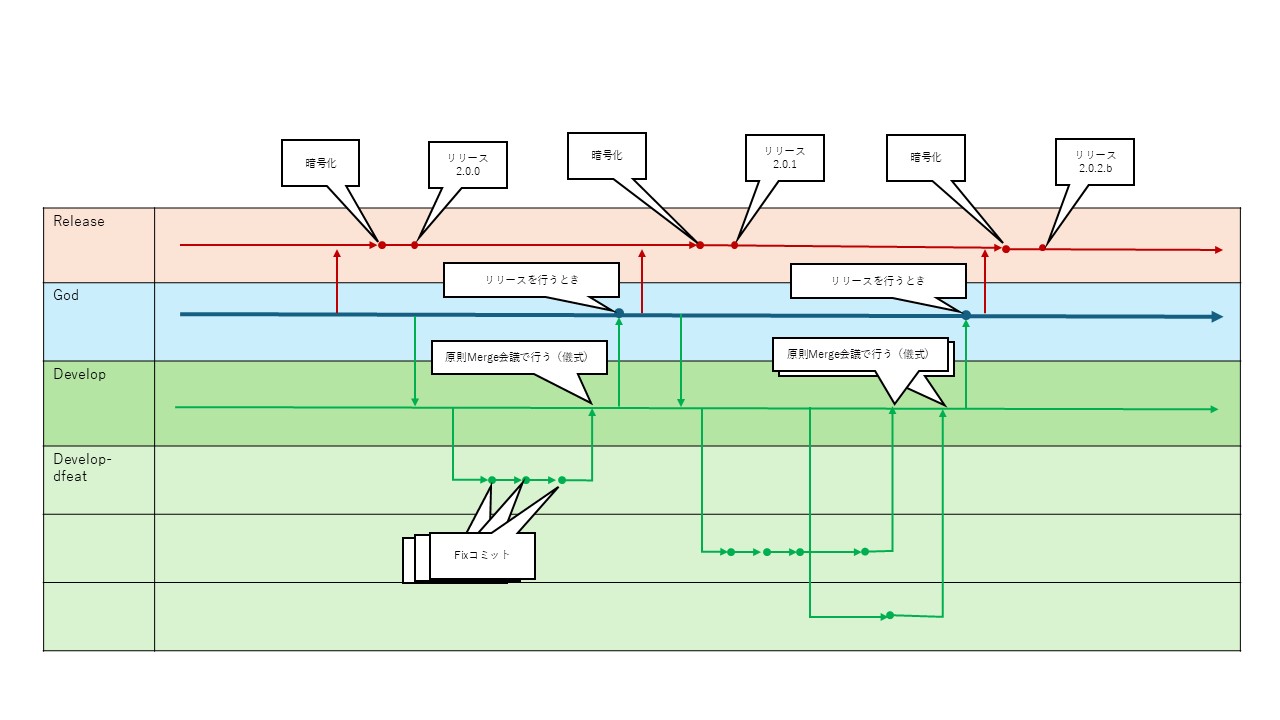 暗号化
リリース
2.0.0
暗号化
リリース
2.0.1
暗号化
リリース
2.0.2.b
Release
リリースを行うとき
リリースを行うとき
God
原則Merge会議で行う（儀式）
原則Merge会議で行う（儀式）
Develop
Develop-
dfeat
Fixコミット